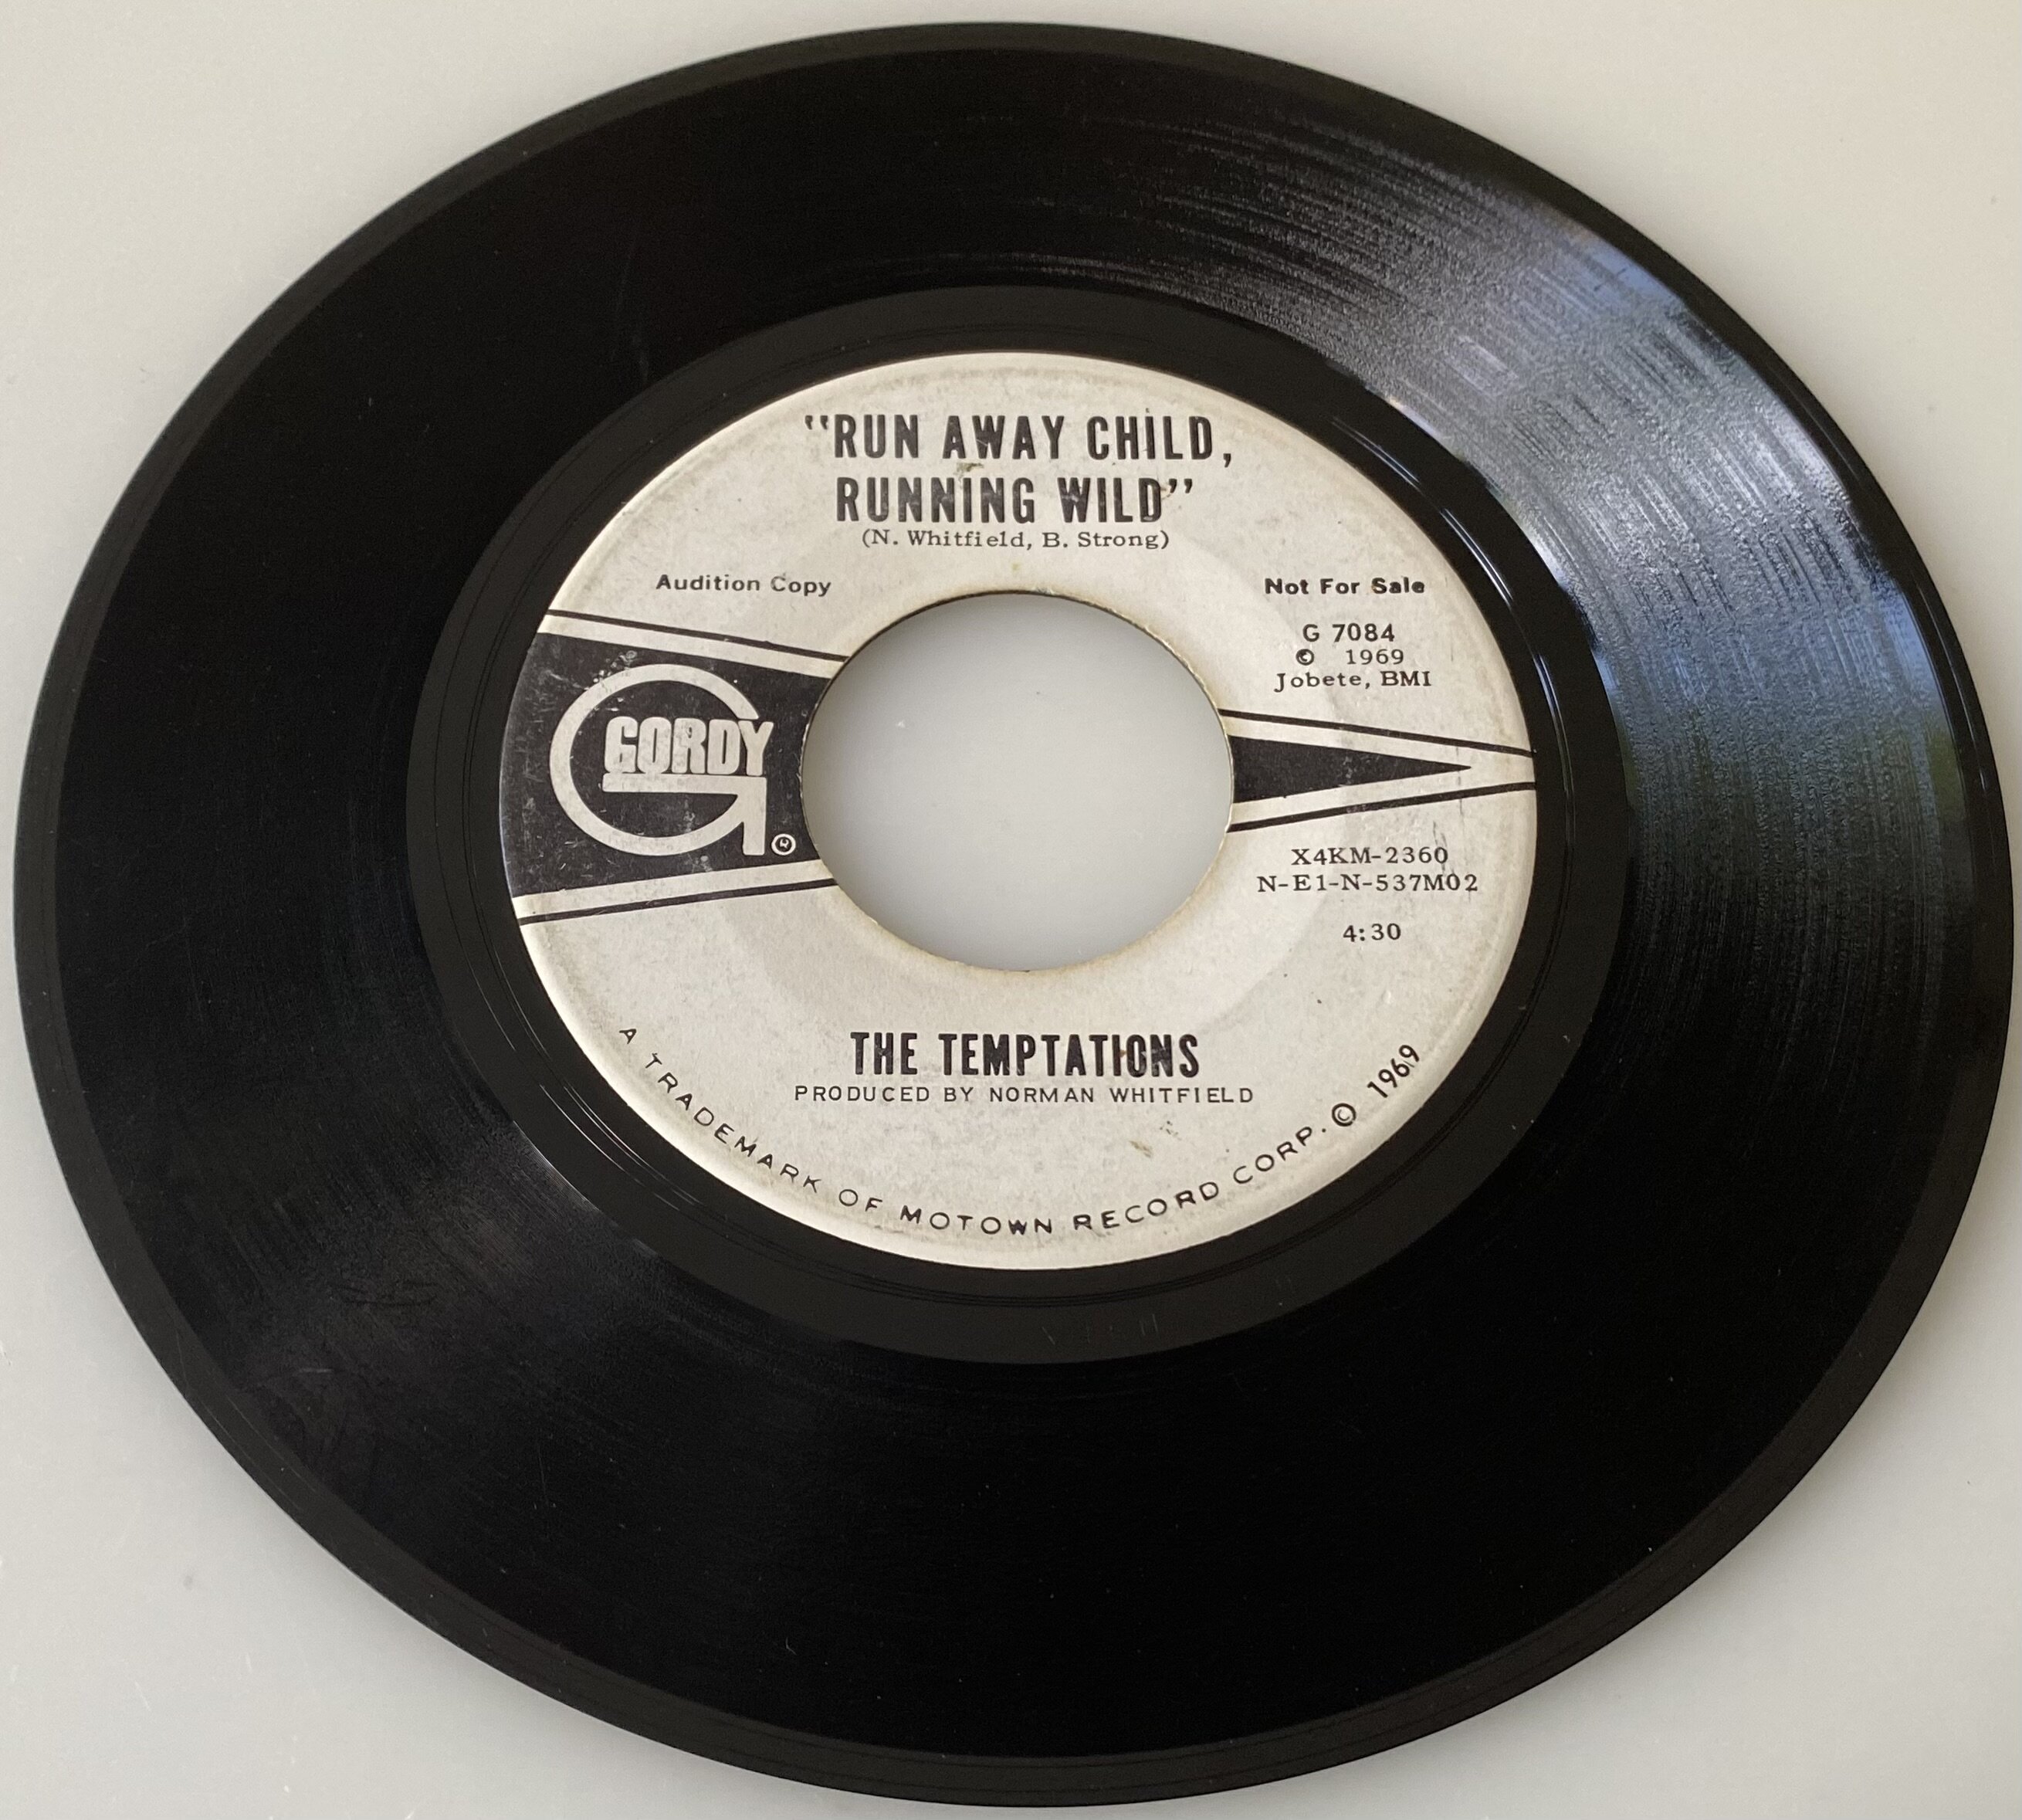 "RUN AWAY CHILD,
RUNNING WILD"
(N. Whitfield, B. Strong)
Audition Copy
Not For Sale
G 7084
© 1969
Jobete, BMI
GORDY
®
X4KM-2360
N-E1-N-537M02
4:30
THE TEMPTATIONS
PRODUCED BY NORMAN WHITFIELD
A TRADEMARK OF MOTOWN RECORD CORP. © 1969